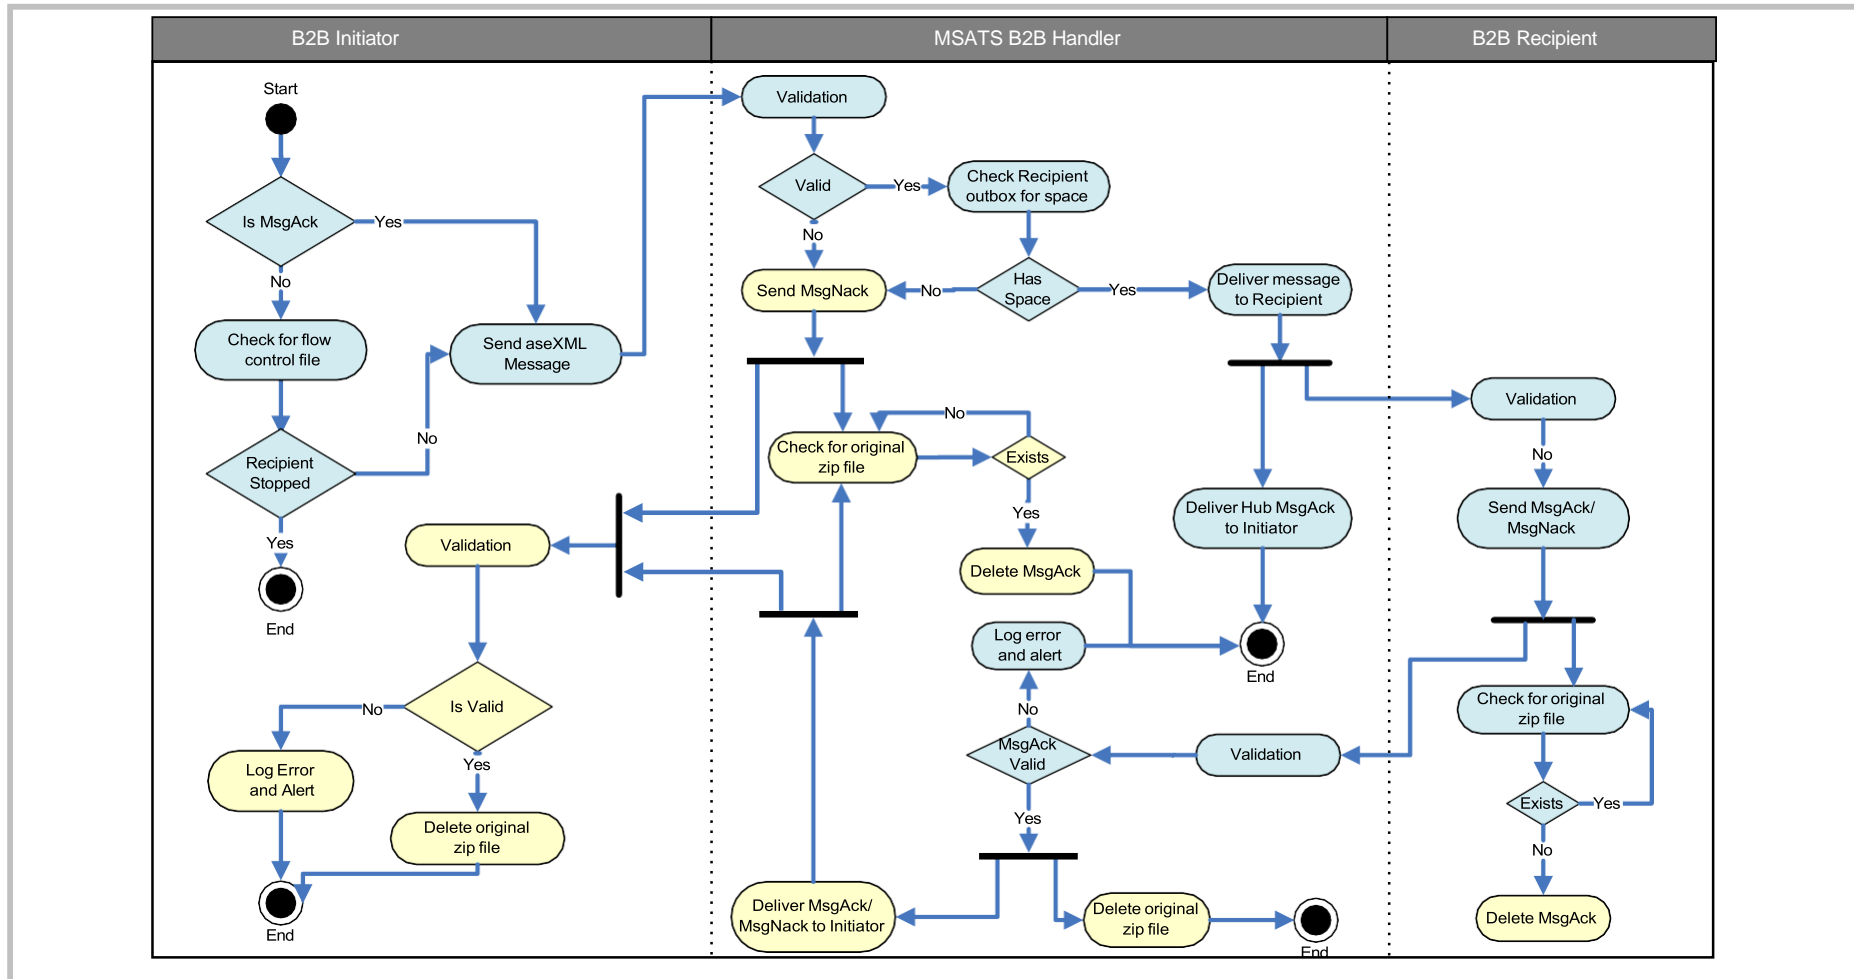 B2B Initiator
MSATS B2B Handler
B2B Recipient
Start
Is MsgAck
Yes
No
Check for flow
control file
Send aseXML
Message
No
Recipient
Stopped
Yes
End
Validation
Is Valid
No
Yes
Log Error
and Alert
Delete original
zip file
End
Validation
Valid
Yes
Check Recipient
outbox for space
No
Send MsgNack
No
Has
Space
Yes
Deliver message
to Recipient
No
Check for original
zip file
Exists
Yes
Delete MsgAck
Deliver Hub MsgAck
to Initiator
Log error
and alert
End
No
MsgAck
Valid
Validation
Yes
Deliver MsgAck/
MsgNack to Initiator
Delete original
zip file
End
Validation
No
Send MsgAck/
MsgNack
Check for original
zip file
Exists
Yes
No
Delete MsgAck